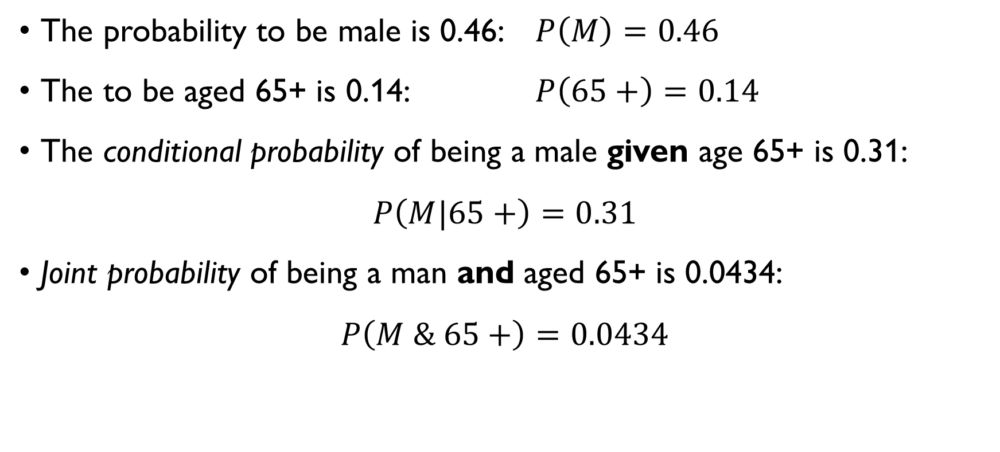 • The probability to be male is 0.46: P(M) = 0.46
• The to be aged 65+ is 0.14: P(65 +) = 0.14
• The conditional probability of being a male given age 65+ is 0.31:
P(M|65 +) = 0.31
• Joint probability of being a man and aged 65+ is 0.0434:
P(M & 65 +) = 0.0434